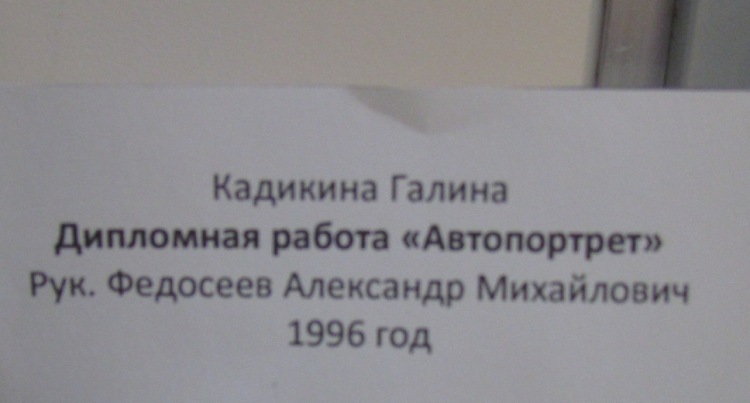 Кадикина Галина
Дипломная работа «Автопортрет»
Рук. Федосеев Александр Михайлович
1996 год